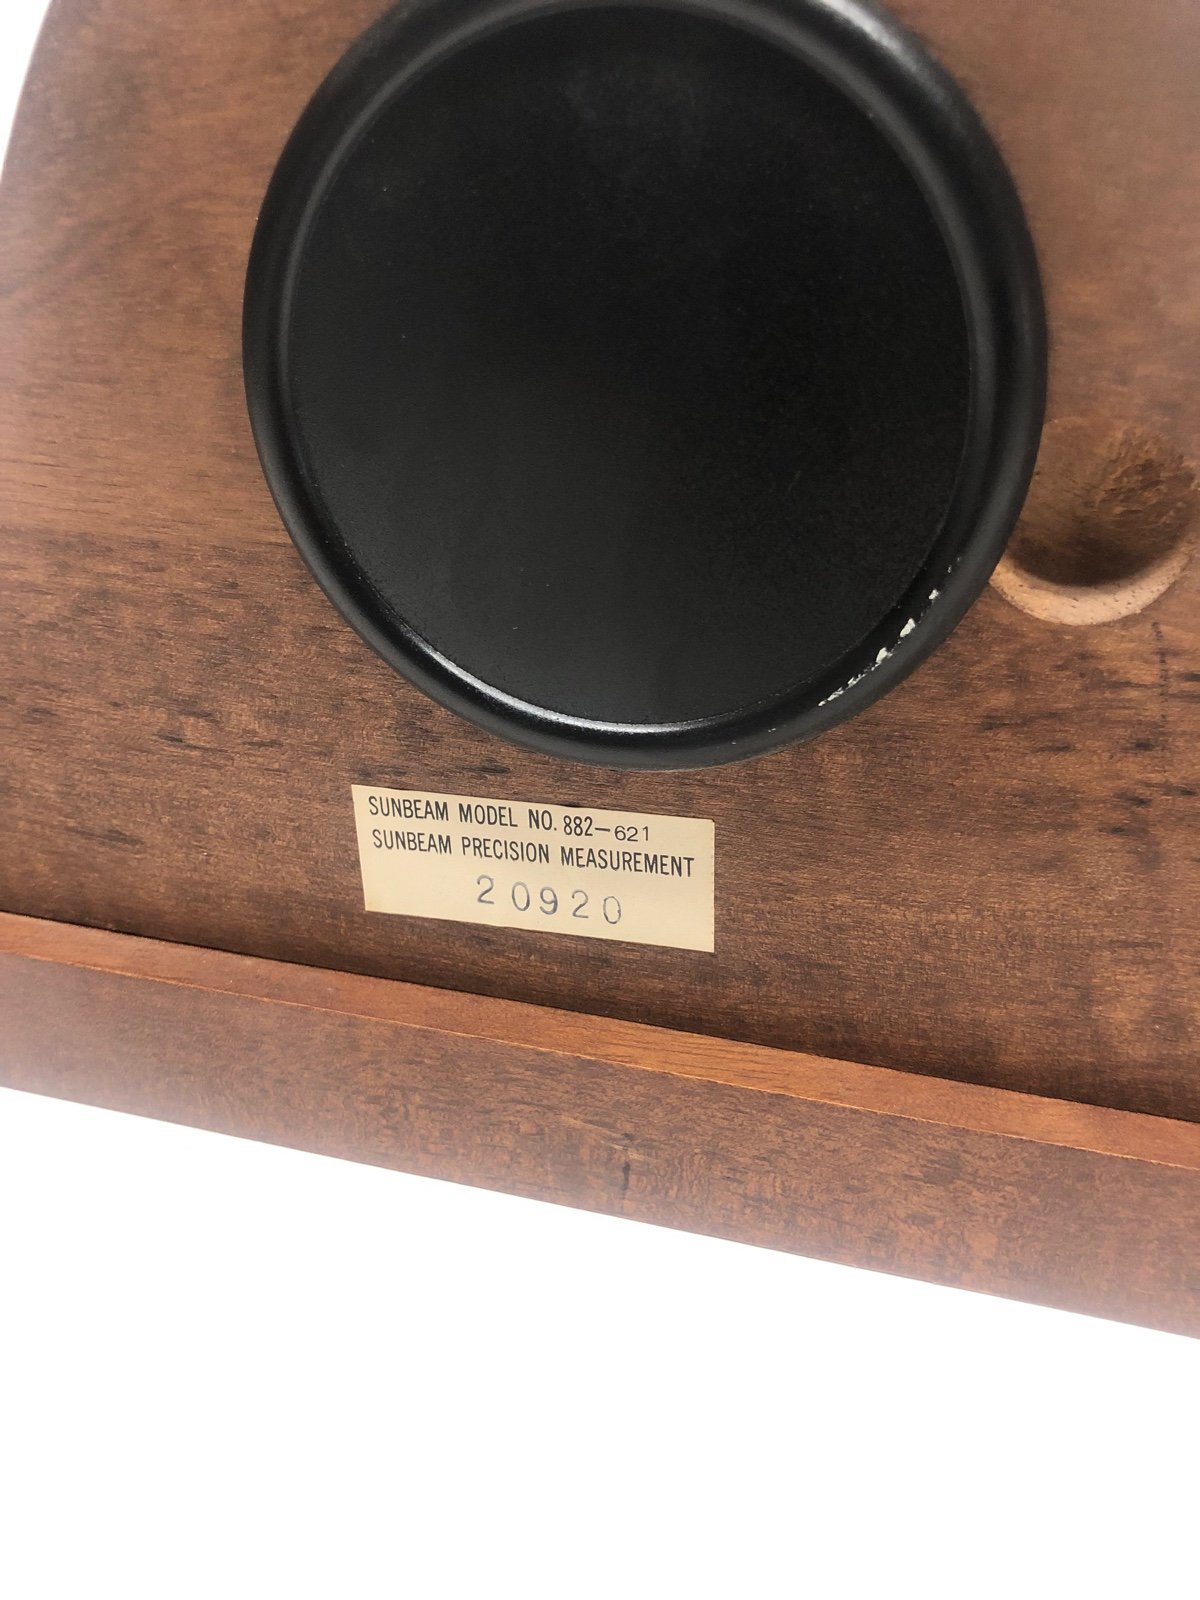 SUNBEAM MODEL NO. 882-621
SUNBEAM PRECISION MEASUREMENT
20920